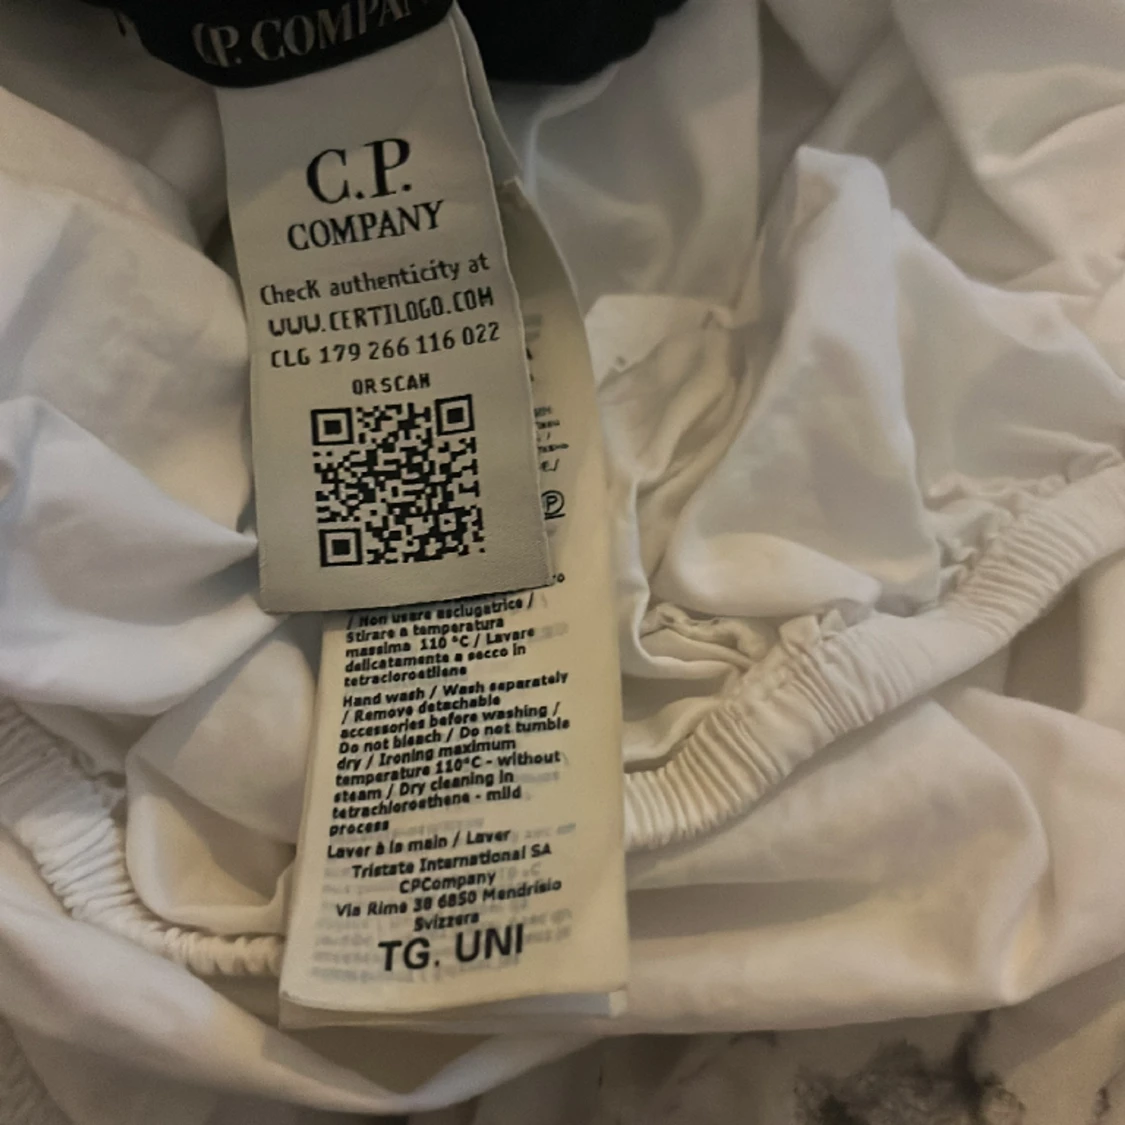 C.P. COMPAN
C.P.
COMPANY
Check authenticity at
WWW.CERTILOGO.COM
CLG 179 266 116 022
OR SCAN
P
/ Non usare asciugatrice /
Stirare a temperatura
massima 110 °C / Lavare
delicatamente a secco in
tetracloroetilene
Hand wash / Wash separately
/ Remove detachable
accessories before washing /
Do not bleach / Do not tumble
dry / Ironing maximum
temperature 110°C - without
steam / Dry cleaning in
tetrachloroethene - mild
process
Laver à la main / Laver
Tristate International SA
CPCompany
Via Rime 38 6850 Mendrisio
Svizzera
TG. UNI